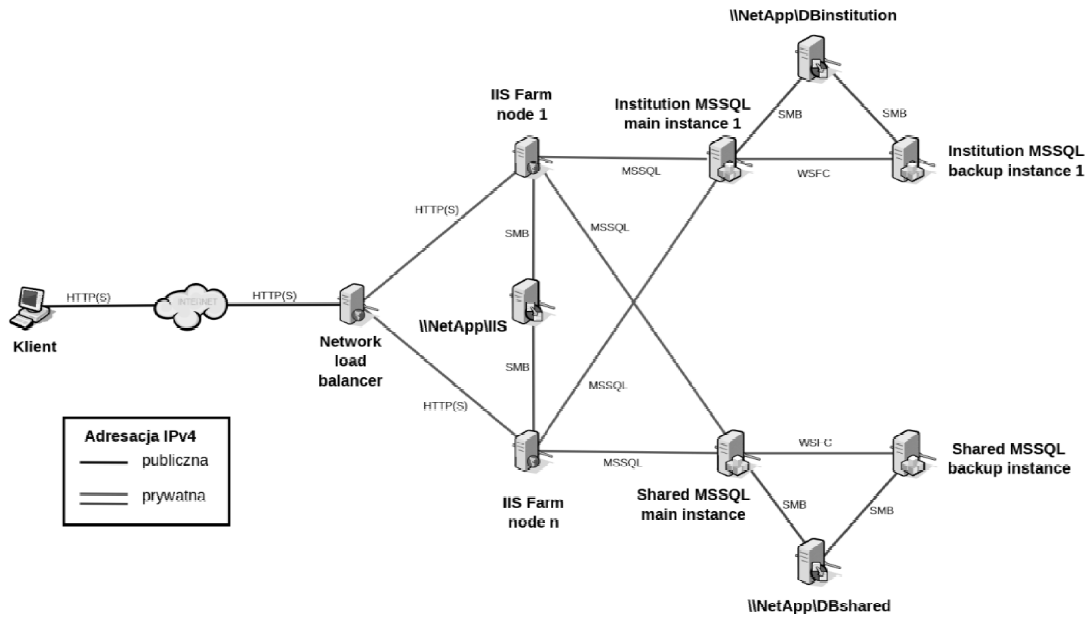 \\NetApp\DBinstitution
IIS Farm
node 1
Institution MSSQL
main instance 1
SMB
SMB
Institution MSSQL
backup instance 1
MSSQL
WSFC
HTTP(S)
SMB
MSSQL
HTTP(S)
INTERNET
HTTP(S)
Klient
\\NetApp\IIS
Network
load
balancer
SMB
MSSQL
HTTP(S)
Adresacja IPv4
publiczna
prywatna
MSSQL
WSFC
Shared MSSQL
backup instance
IIS Farm
node n
Shared MSSQL
main instance
SMB
SMB
\\NetApp\DBshared